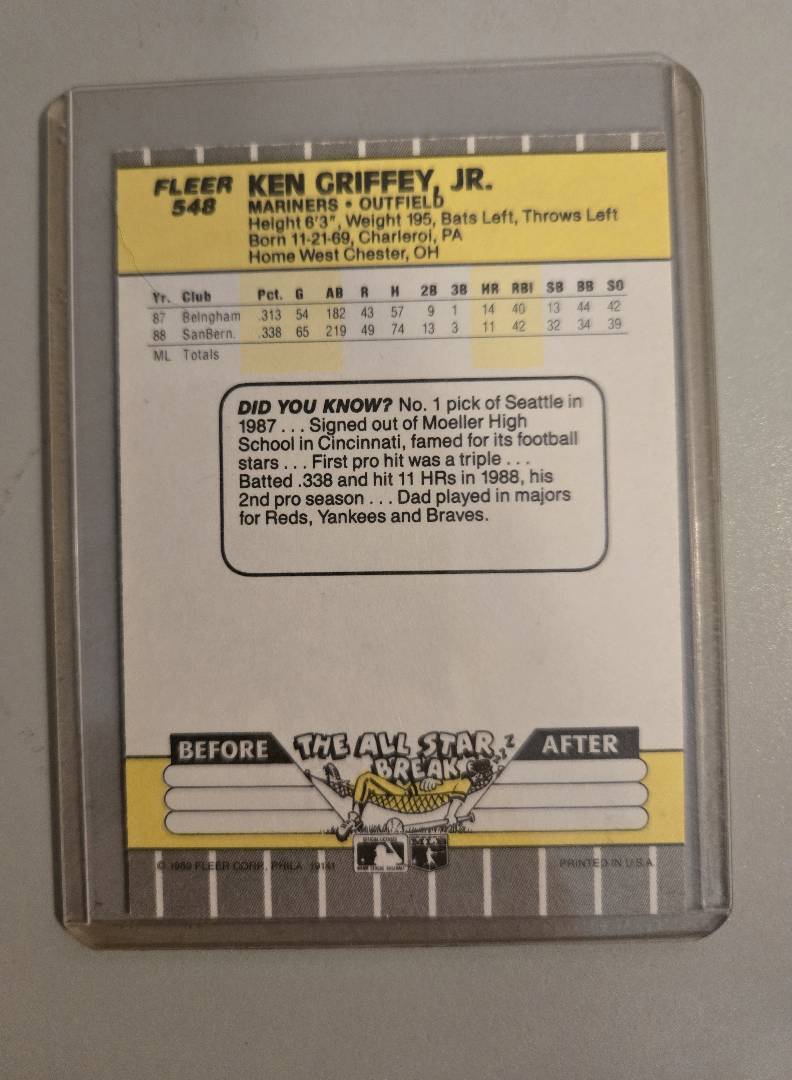 FLEER KEN GRIFFEY, JR.
548 MARINERS • OUTFIELD
Height 6'3", Weight 195, Bats Left, Throws Left
Born 11-21-69, Charleroi, PA
Home West Chester, OH
Yr. Club Pct. G AB R H 2B 3B HR RBI SB BB SO
87 Belngham .313 54 182 43 57 9 1 14 40 13 44 42
88 SanBern. .338 65 219 49 74 13 3 11 42 32 34 39
ML Totals
DID YOU KNOW? No. 1 pick of Seattle in
1987 . . . Signed out of Moeller High
School in Cincinnati, famed for its football
stars . . . First pro hit was a triple . . .
Batted .338 and hit 11 HRs in 1988, his
2nd pro season . . . Dad played in majors
for Reds, Yankees and Braves.
BEFORE THE ALL STAR BREAK ZZZ AFTER
© 1989 FLEER CORP., PHILA. 19141 PRINTED IN U.S.A.